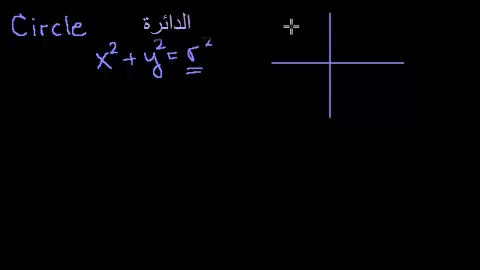 Circle الدائرة
x² + y² = r²